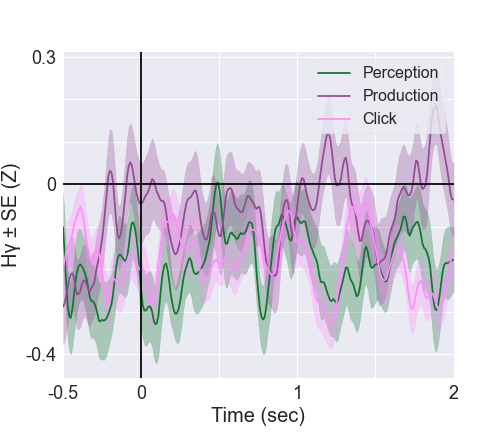 0.3
0
-0.4
Hγ ± SE (Z)
Perception
Production
Click
-0.5 0 1 2
Time (sec)